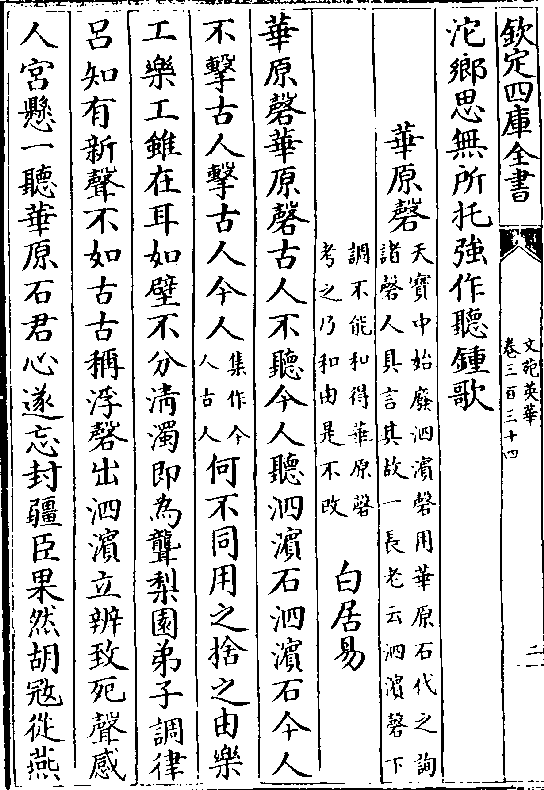 欽定四庫全書
文苑英華
卷三百三十四
二
沱鄉思無所托強作聽鍾歌
華原磬
天寶中始廢泗濱磬用華原石代之詢
諸磬人具言其故一長老云泗濱磬下
調不能和得華原磬
考之乃和由是不改
白居易
華原磬華原磬古人不聽今人聽泗濱石泗濱石今人
不擊古人擊古人今人
集作今
人古人
何不同用之捨之由樂
工樂工雖在耳如壁不分清濁即為聾梨園弟子調律
呂知有新聲不如古古稱浮磬出泗濱立辨致死聲感
人宮懸一聽華原石君心遂忘封疆臣果然胡冦從燕